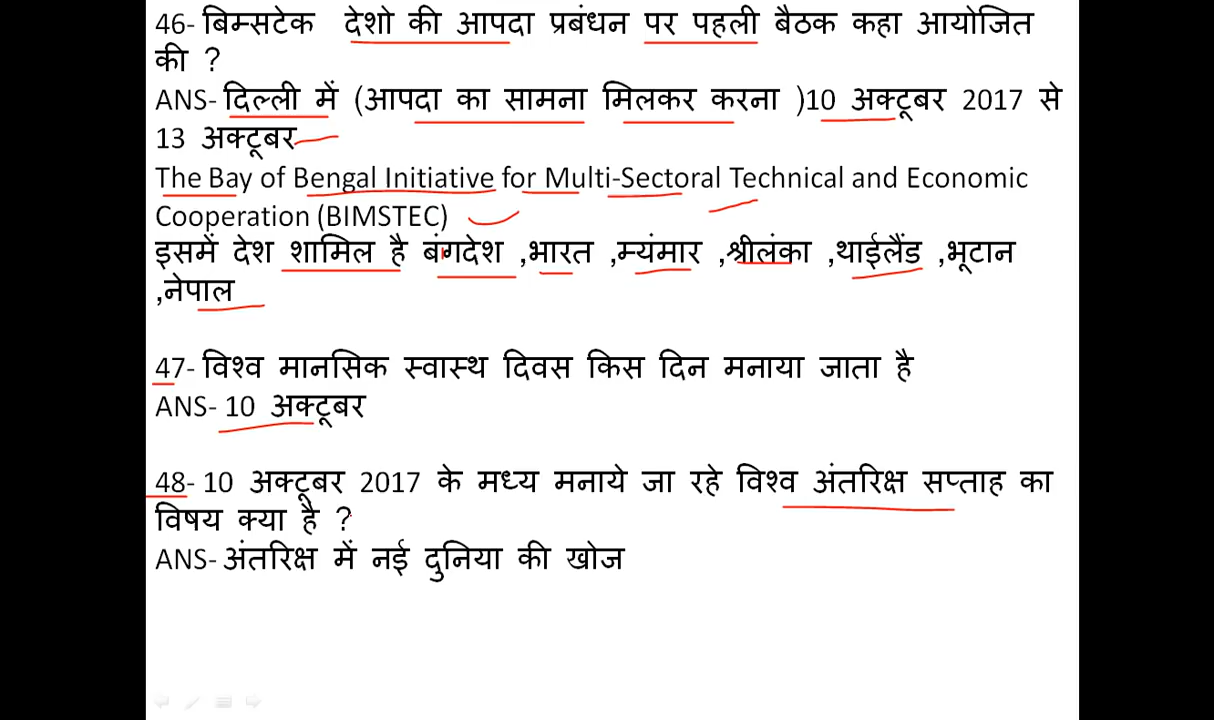 46- बिम्सटेक देशो की आपदा प्रबंधन पर पहली बैठक कहा आयोजित
की ?
ANS- दिल्ली में (आपदा का सामना मिलकर करना )10 अक्टूबर 2017 से
13 अक्टूबर
The Bay of Bengal Initiative for Multi-Sectoral Technical and Economic
Cooperation (BIMSTEC)
इसमें देश शामिल है बंगदेश ,भारत ,म्यंमार ,श्रीलंका ,थाईलैंड ,भूटान
,नेपाल
47- विश्व मानसिक स्वास्थ दिवस किस दिन मनाया जाता है
ANS- 10 अक्टूबर
48- 10 अक्टूबर 2017 के मध्य मनाये जा रहे विश्व अंतरिक्ष सप्ताह का
विषय क्या है ?
ANS- अंतरिक्ष में नई दुनिया की खोज